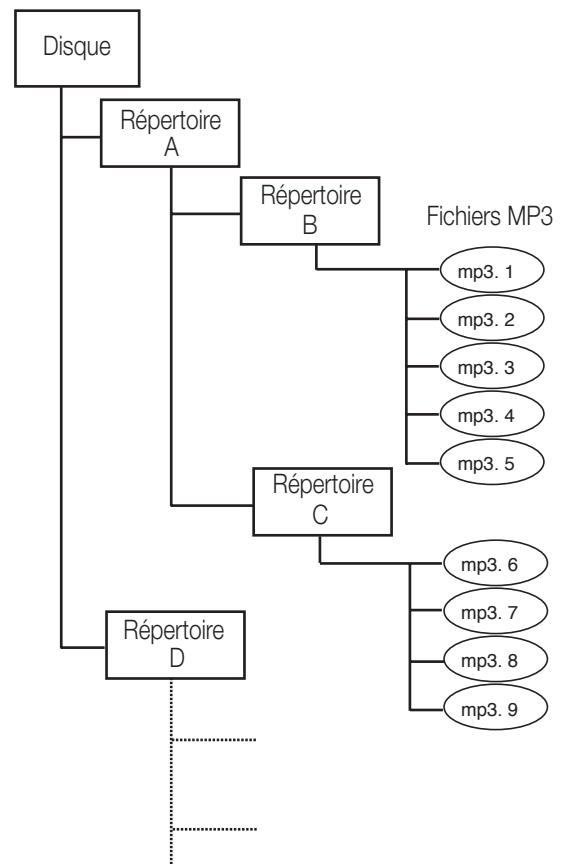 Disque
Répertoire
A
Répertoire
B
Fichiers MP3
mp3. 1
mp3. 2
mp3. 3
mp3. 4
mp3. 5
Répertoire
C
mp3. 6
mp3. 7
mp3. 8
mp3. 9
Répertoire
D